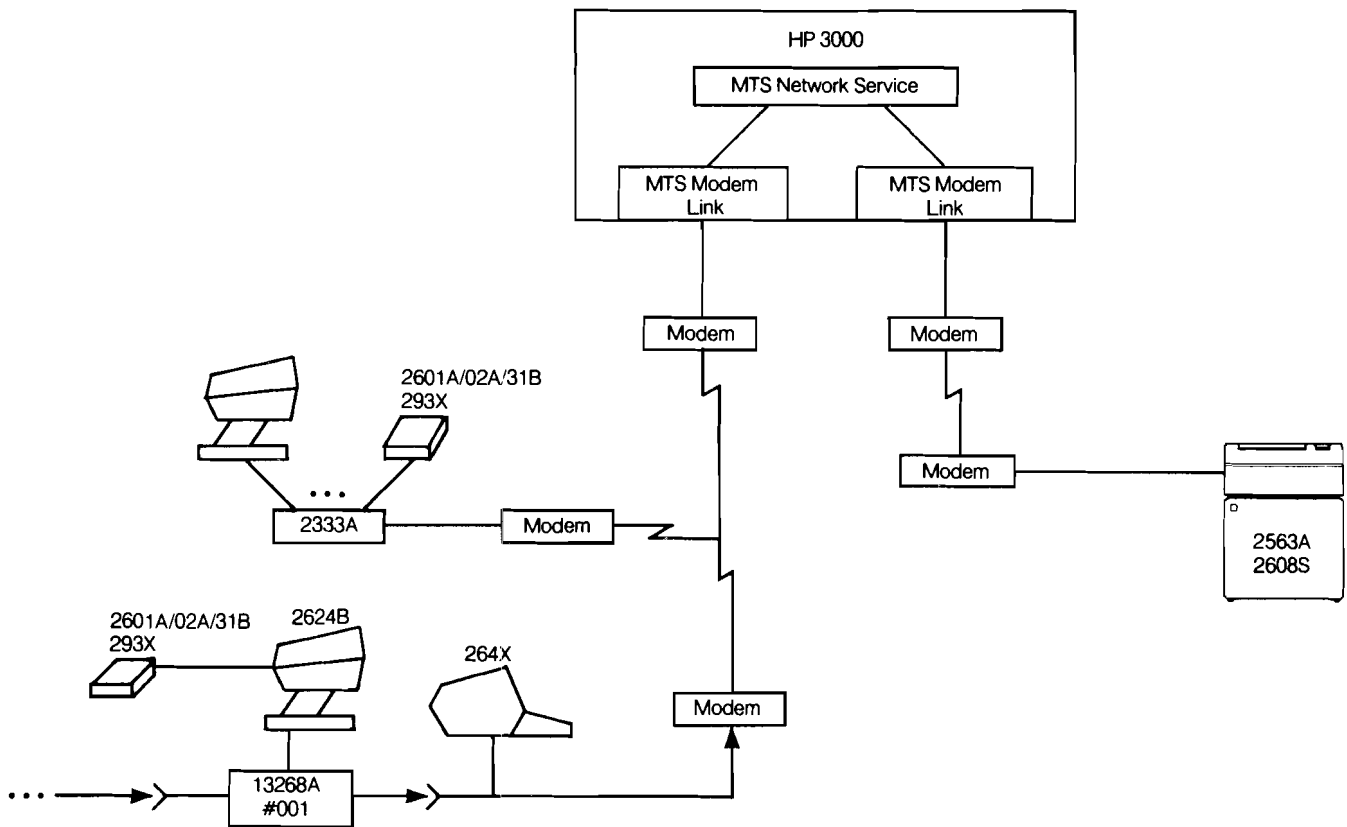 HP 3000
MTS Network Service
MTS Modem
Link
MTS Modem
Link
Modem
Modem
2601A/02A/31B
293X
Modem
...
2333A
Modem
2563A
2608S
2601A/02A/31B
293X
2624B
264X
Modem
...
13268A
#001